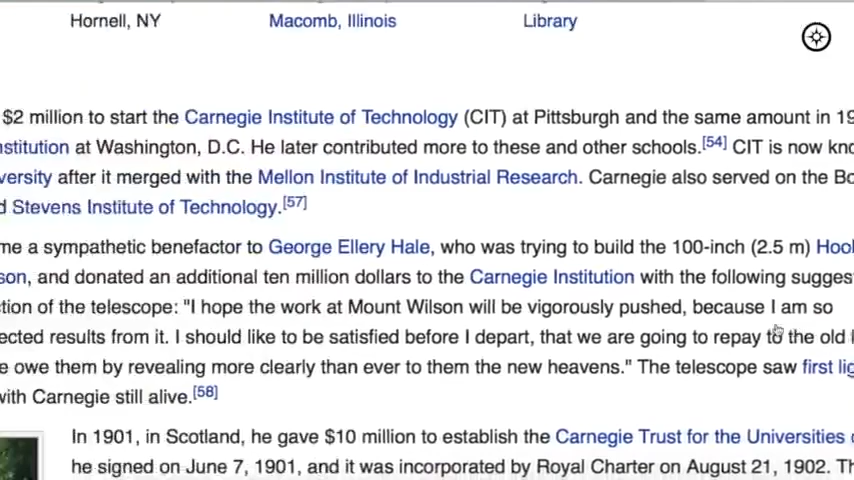 Hornell, NY Macomb, Illinois Library
$2 million to start the Carnegie Institute of Technology (CIT) at Pittsburgh and the same amount in 19
nstitution at Washington, D.C. He later contributed more to these and other schools.[54] CIT is now kno
versity after it merged with the Mellon Institute of Industrial Research. Carnegie also served on the Bo
d Stevens Institute of Technology.[57]
me a sympathetic benefactor to George Ellery Hale, who was trying to build the 100-inch (2.5 m) Hook
son, and donated an additional ten million dollars to the Carnegie Institution with the following sugges
ction of the telescope: "I hope the work at Mount Wilson will be vigorously pushed, because I am so
ected results from it. I should like to be satisfied before I depart, that we are going to repay to the old l
e owe them by revealing more clearly than ever to them the new heavens." The telescope saw first lig
with Carnegie still alive.[58]
In 1901, in Scotland, he gave $10 million to establish the Carnegie Trust for the Universities o
he signed on June 7, 1901, and it was incorporated by Royal Charter on August 21, 1902. Th